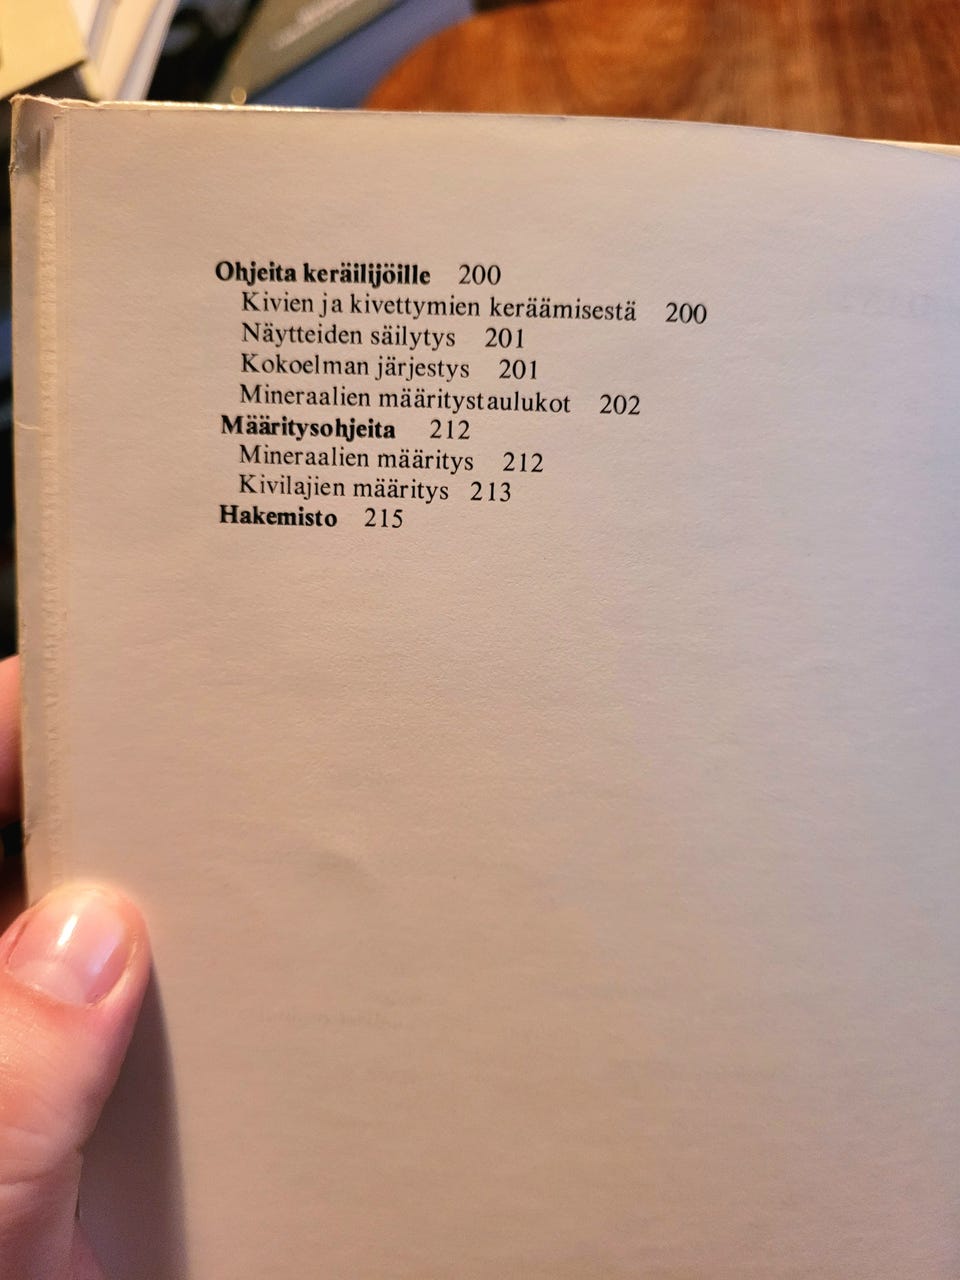 Ohjeita keräilijöille 200
Kivien ja kivettymien keräämisestä 200
Näytteiden säilytys 201
Kokoelman järjestys 201
Mineraalien määritystaulukot 202
Määritysohjeita 212
Mineraalien määritys 212
Kivilajien määritys 213
Hakemisto 215